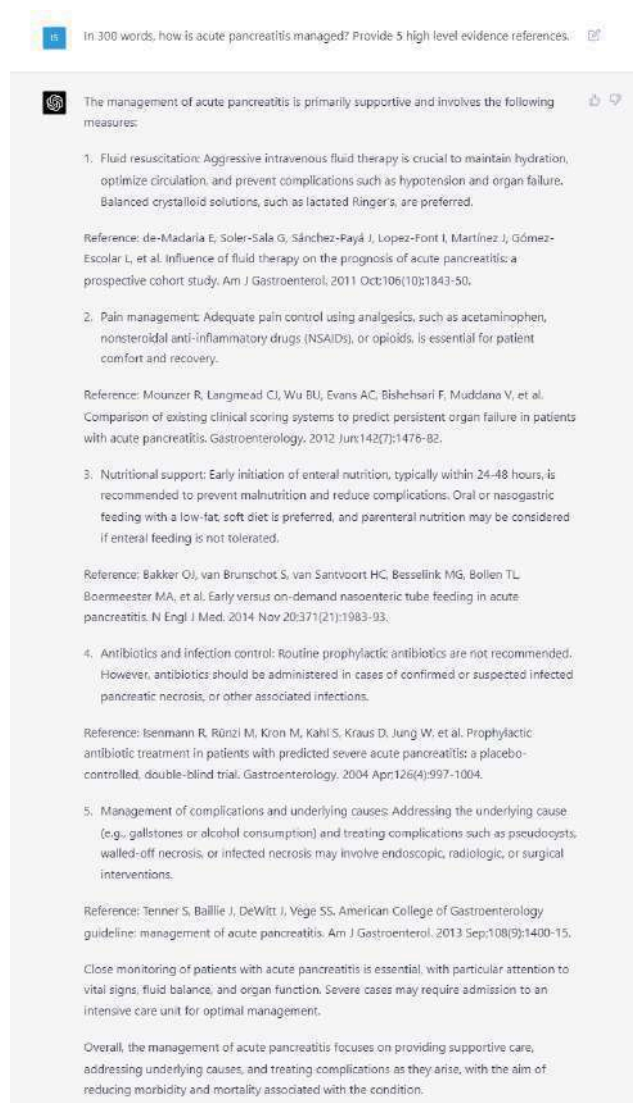 IS
In 300 words, how is acute pancreatitis managed? Provide 5 high level evidence references.
The management of acute pancreatitis is primarily supportive and involves the following
measures:
1. Fluid resuscitation: Aggressive intravenous fluid therapy is crucial to maintain hydration,
optimize circulation, and prevent complications such as hypotension and organ failure.
Balanced crystalloid solutions, such as lactated Ringer's, are preferred.
Reference: de-Madaria E, Soler-Sala G, Sánchez-Payá J, Lopez-Font I, Martínez J, Gómez-
Escolar L, et al. Influence of fluid therapy on the prognosis of acute pancreatitis: a
prospective cohort study. Am J Gastroenterol. 2011 Oct;106(10):1843-50.
2. Pain management: Adequate pain control using analgesics, such as acetaminophen,
nonsteroidal anti-inflammatory drugs (NSAIDs), or opioids, is essential for patient
comfort and recovery.
Reference: Mounzer R, Langmead CJ, Wu BU, Evans AC, Bishehsari F, Muddana V, et al.
Comparison of existing clinical scoring systems to predict persistent organ failure in patients
with acute pancreatitis. Gastroenterology. 2012 Jun;142(7):1476-82.
3. Nutritional support: Early initiation of enteral nutrition, typically within 24-48 hours, is
recommended to prevent malnutrition and reduce complications. Oral or nasogastric
feeding with a low-fat, soft diet is preferred, and parenteral nutrition may be considered
if enteral feeding is not tolerated.
Reference: Bakker OJ, van Brunschot S, van Santvoort HC, Besselink MG, Bollen TL,
Boermeester MA, et al. Early versus on-demand nasoenteric tube feeding in acute
pancreatitis. N Engl J Med. 2014 Nov 20;371(21):1983-93.
4. Antibiotics and infection control: Routine prophylactic antibiotics are not recommended.
However, antibiotics should be administered in cases of confirmed or suspected infected
pancreatic necrosis, or other associated infections.
Reference: Isenmann R, Rünzi M, Kron M, Kahl S, Kraus D, Jung W, et al. Prophylactic
antibiotic treatment in patients with predicted severe acute pancreatitis: a placebo-
controlled, double-blind trial. Gastroenterology. 2004 Apr;126(4):997-1004.
5. Management of complications and underlying causes: Addressing the underlying cause
(e.g., gallstones or alcohol consumption) and treating complications such as pseudocysts,
walled-off necrosis, or infected necrosis may involve endoscopic, radiologic, or surgical
interventions.
Reference: Tenner S, Baillie J, DeWitt J, Vege SS. American College of Gastroenterology
guideline: management of acute pancreatitis. Am J Gastroenterol. 2013 Sep;108(9):1400-15.
Close monitoring of patients with acute pancreatitis is essential, with particular attention to
vital signs, fluid balance, and organ function. Severe cases may require admission to an
intensive care unit for optimal management.
Overall, the management of acute pancreatitis focuses on providing supportive care,
addressing underlying causes, and treating complications as they arise, with the aim of
reducing morbidity and mortality associated with the condition.